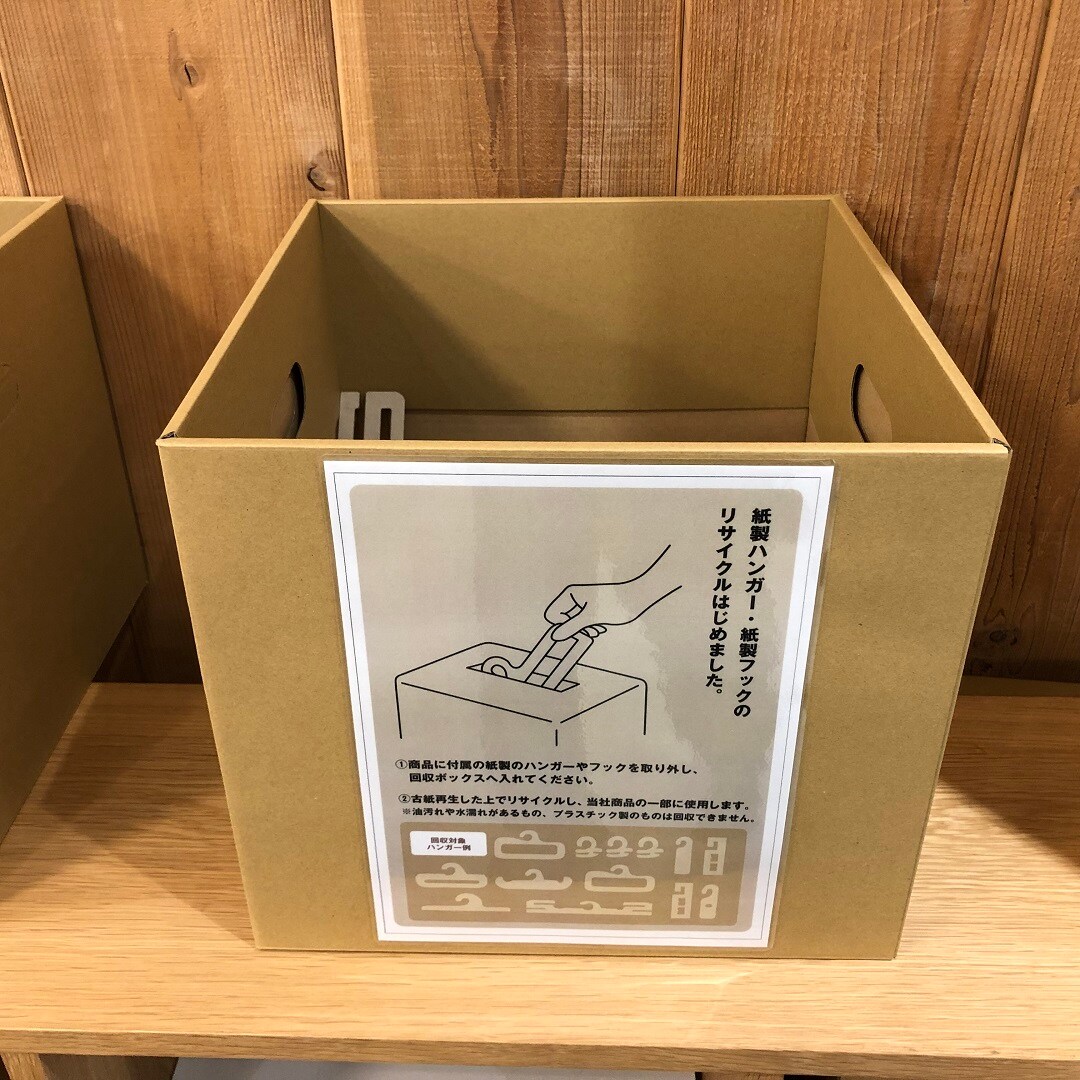 紙製ハンガー・紙製フックの
リサイクルはじめました。
①商品に付属の紙製のハンガーやフックを取り外し、
回収ボックスへ入れてください。
②古紙再生した上でリサイクルし、当社商品の一部に使用します。
※油汚れや水濡れがあるもの、プラスチック製のものは回収できません。
回収対象
ハンガー例